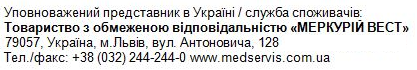 Уповноважений представник в Україні / служба споживачів:
Товариство з обмеженою відповідальністю «МЕРКУРІЙ ВЕСТ»
79057, Україна, м.Львів, вул. Антоновича, 128
Тел./факс: +38 (032) 244-244-0 www.medservis.com.ua